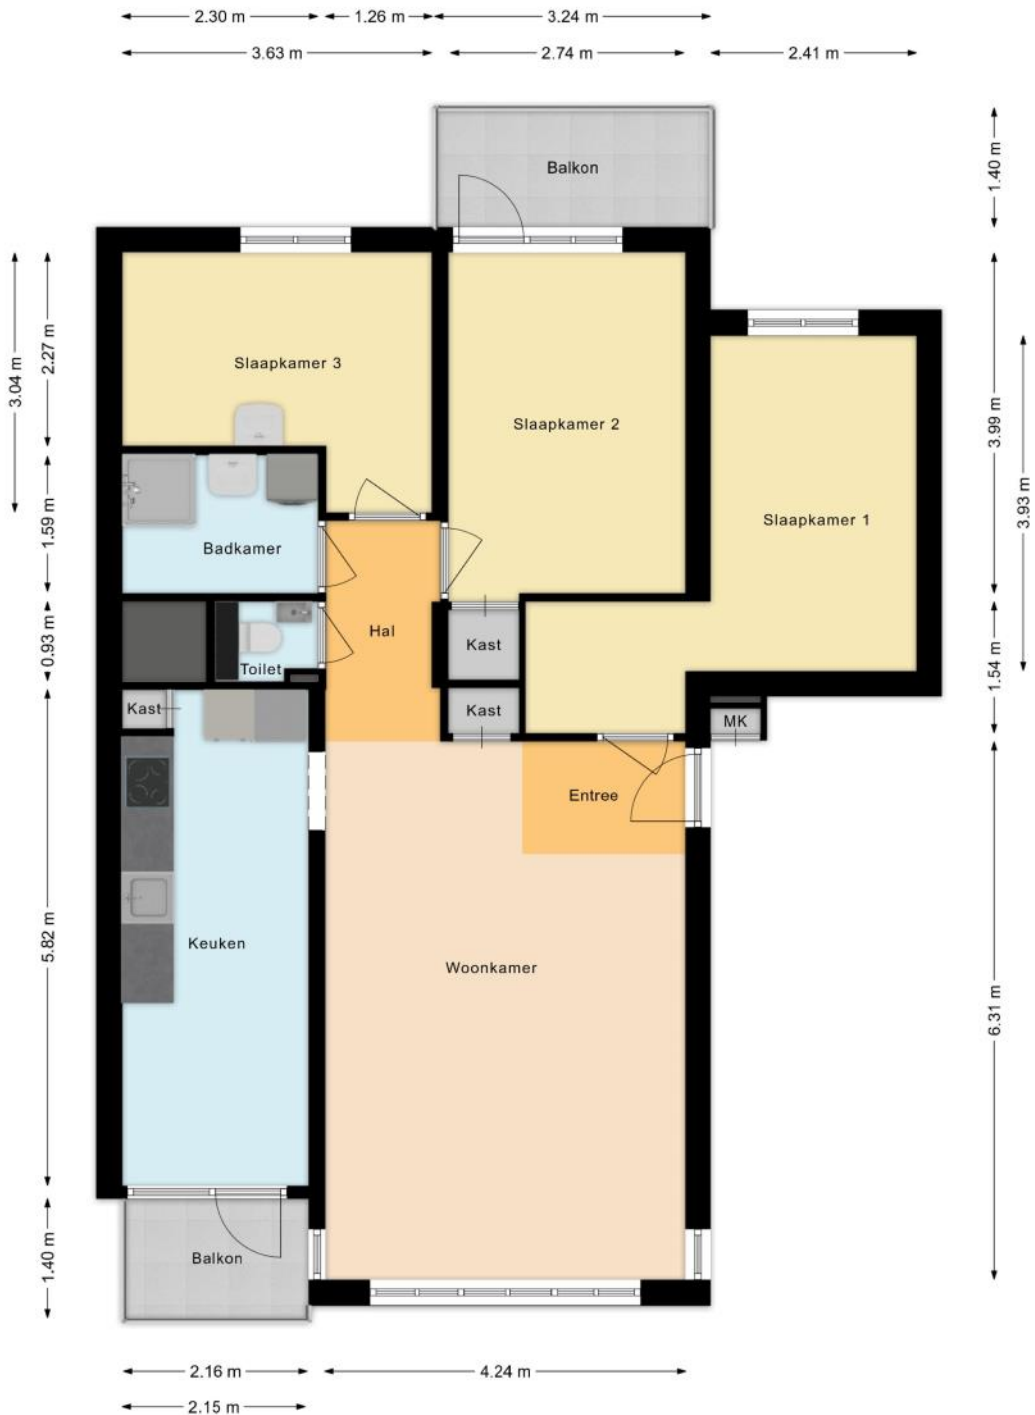 2.30 m
1.26 m
3.24 m
3.63 m
2.74 m
2.41 m
Balkon
1.40 m
3.04 m
2.27 m
Slaapkamer 3
Slaapkamer 2
3.99 m
Slaapkamer 1
3.93 m
1.59 m
Badkamer
0.93 m
Hal
Kast
Toilet
1.54 m
Kast
Kast
MK
Entree
5.82 m
Keuken
Woonkamer
6.31 m
1.40 m
Balkon
2.16 m
4.24 m
2.15 m